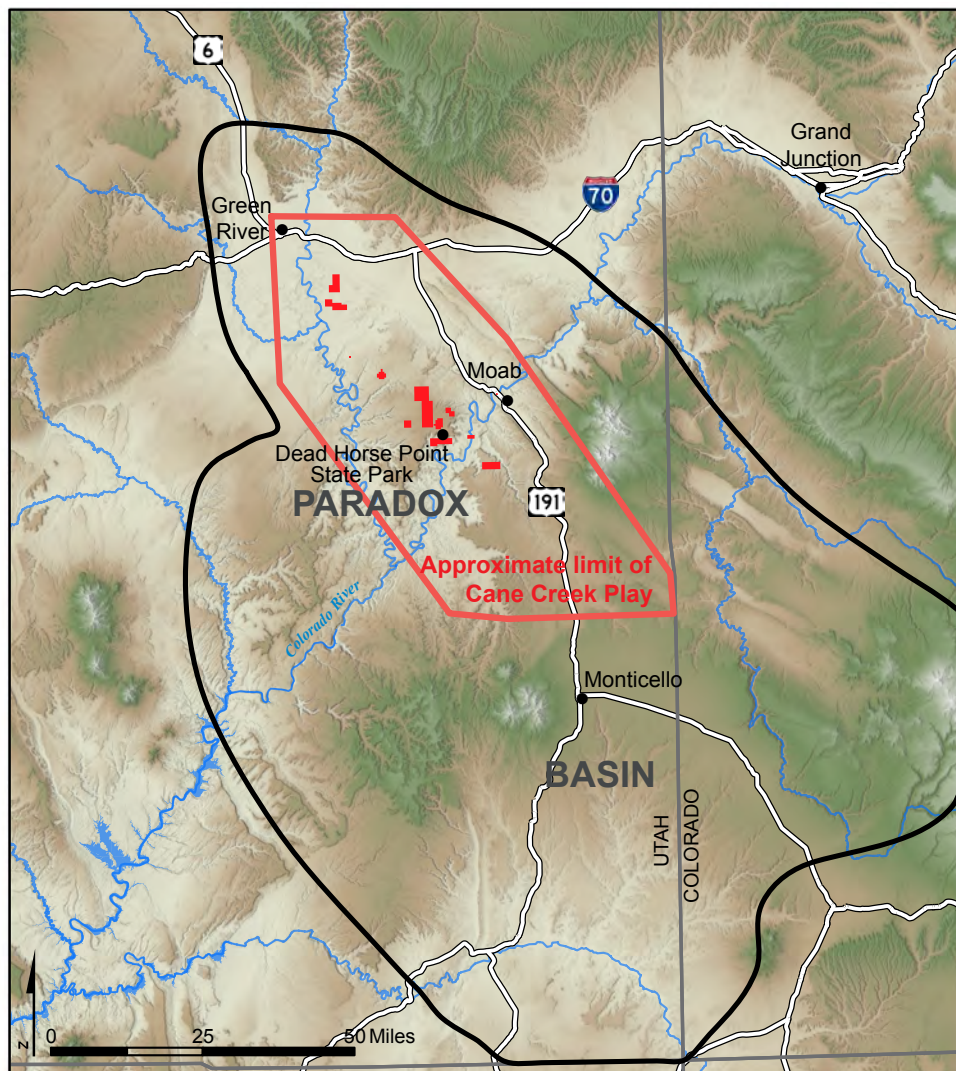 6
Grand
Junction
INTERSTATE
70
Green
River
Moab
Dead Horse Point
State Park
PARADOX
191
Approximate limit of
Cane Creek Play
Colorado River
Monticello
BASIN
UTAH
COLORADO
N
0
25
50 Miles